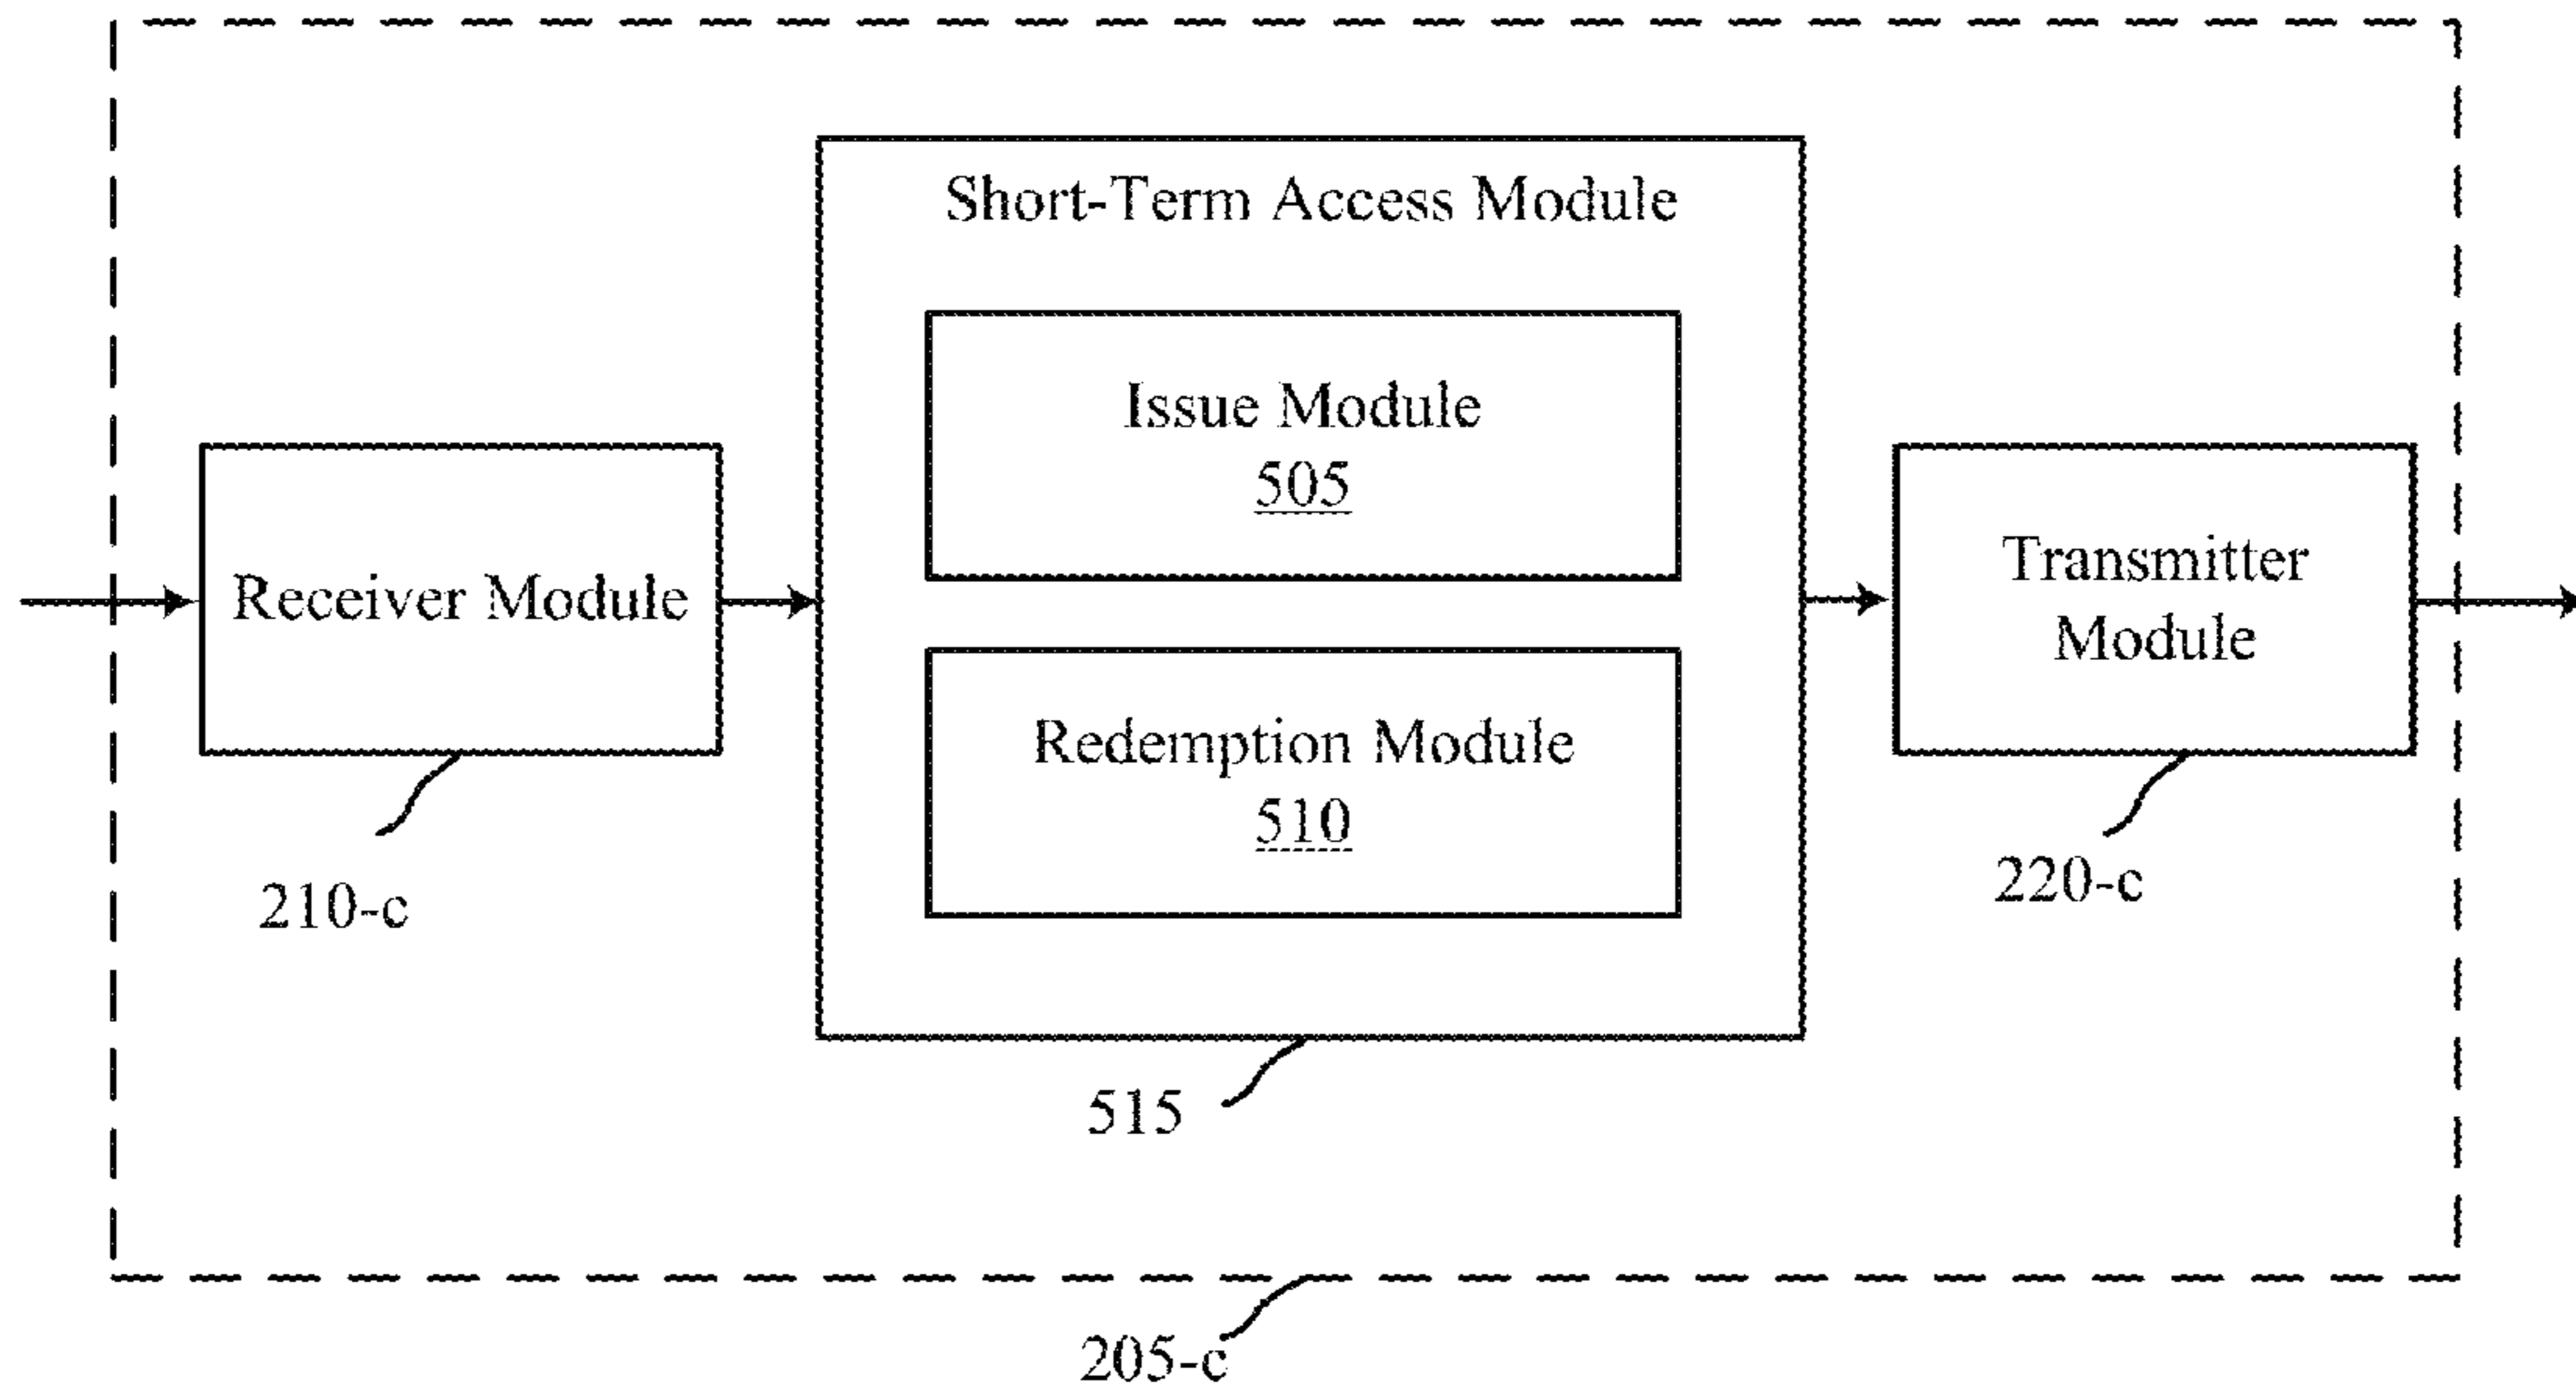 Short-Term Access Module
Issue Module
505
Receiver Module
Transmitter
Module
Redemption Module
510
210-c
220-c
515
205-c